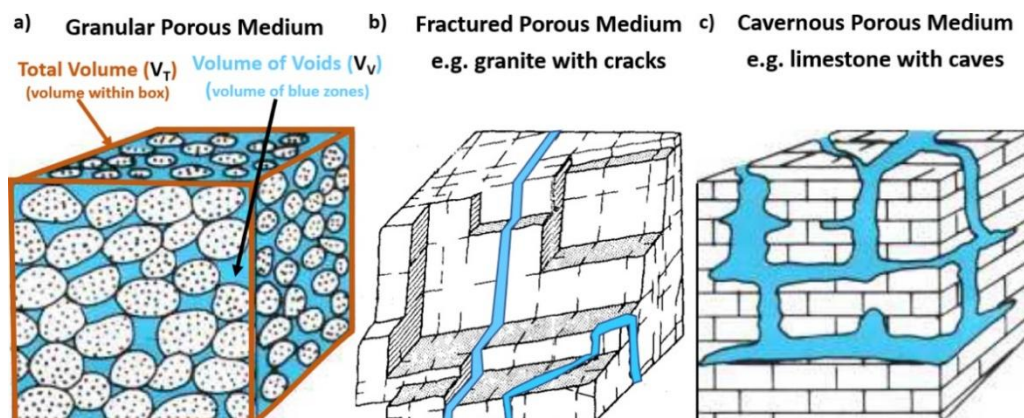 a) Granular Porous Medium
Total Volume (VT)
(volume within box)
Volume of Voids (VV)
(volume of blue zones)
b) Fractured Porous Medium
e.g. granite with cracks
c) Cavernous Porous Medium
e.g. limestone with caves